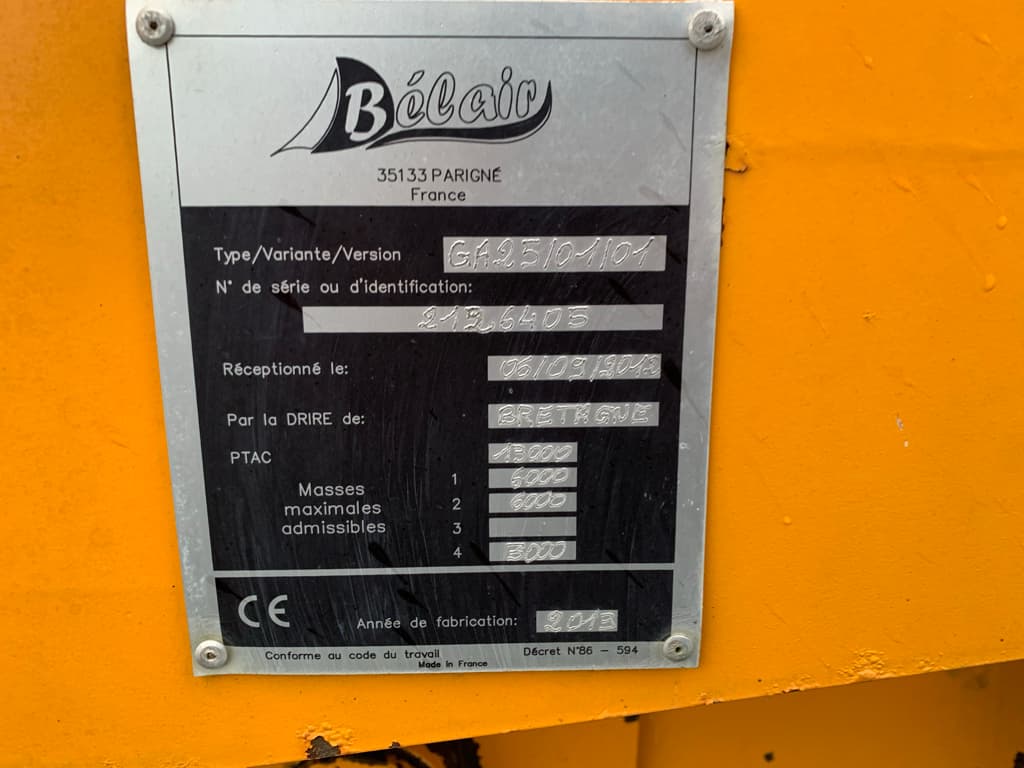 Bélair
35133 PARIGNÉ
France
Type/Variante/Version GA25/01/01
N° de série ou d'identification:
2126405
Réceptionné le: 06/09/2012
Par la DRIRE de: BRETAGNE
PTAC 13000
Masses maximales admissibles
1 5000
2 6000
3
4 3000
CE Année de fabrication: 2013
Conforme au code du travail Décret N°86 - 594
Made in France